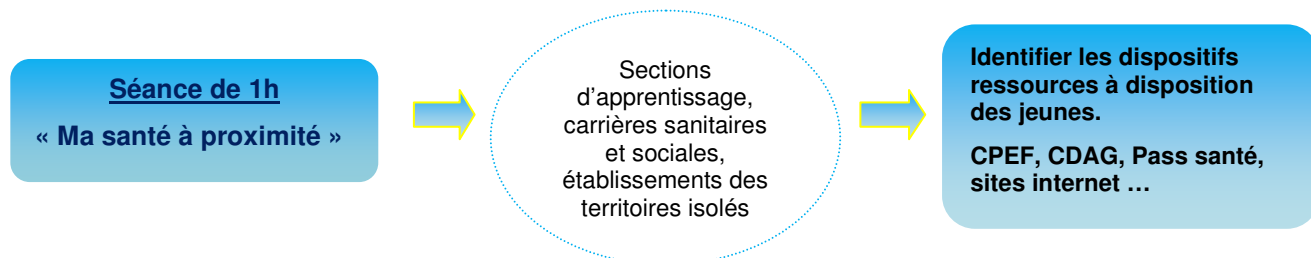 Séance de 1h
« Ma santé à proximité »
Sections
d’apprentissage,
carrières sanitaires
et sociales,
établissements des
territoires isolés
Identifier les dispositifs
ressources à disposition
des jeunes.
CPEF, CDAG, Pass santé,
sites internet …